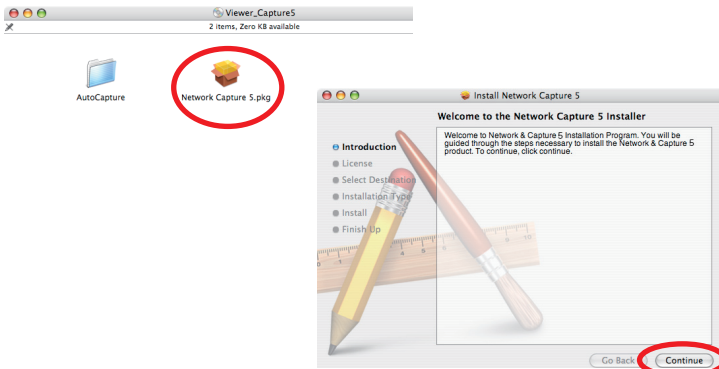 Viewer_Capture5
2 items, Zero KB available
AutoCapture
Network Capture 5.pkg
Install Network Capture 5
Welcome to the Network Capture 5 Installer
Introduction
License
Select Destination
Installation Type
Install
Finish Up
Welcome to Network & Capture 5 Installation Program. You will be
guided through the steps necessary to install the Network & Capture 5
product. To continue, click continue.
Go Back
Continue